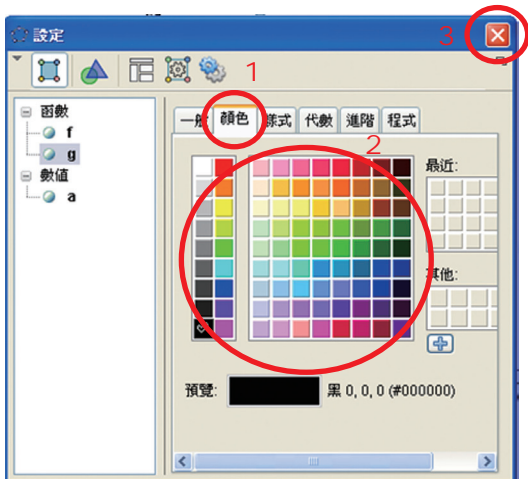 設定
3
1
函數
f
g
數值
a
一般 顏色 樣式 代數 進階 程式
2
最近:
其他:
預覽: 黑 0, 0, 0 (#000000)